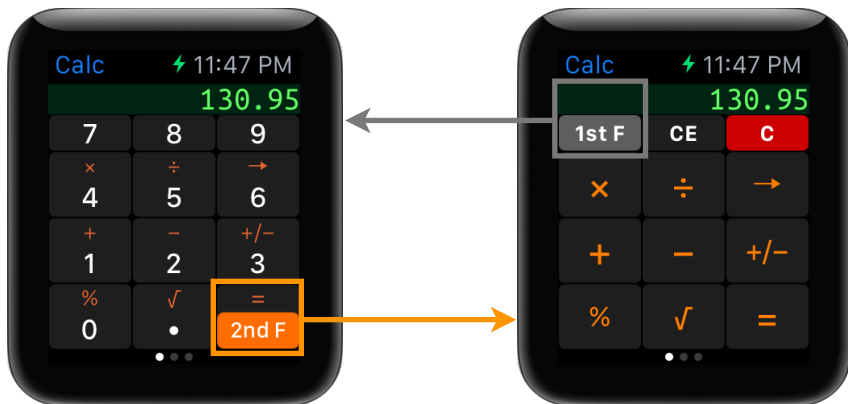 Calc 11:47 PM
130.95
7 8 9
× ÷ →
4 5 6
+ − +/−
1 2 3
% √ =
0 . 2nd F
Calc 11:47 PM
130.95
1st F CE C
× ÷ →
+ − +/−
% √ =